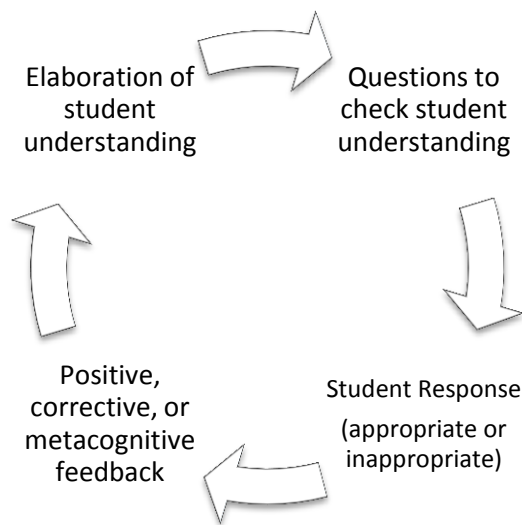 Elaboration of
student
understanding
Questions to
check student
understanding
Student Response
(appropriate or
inappropriate)
Positive,
corrective, or
metacognitive
feedback